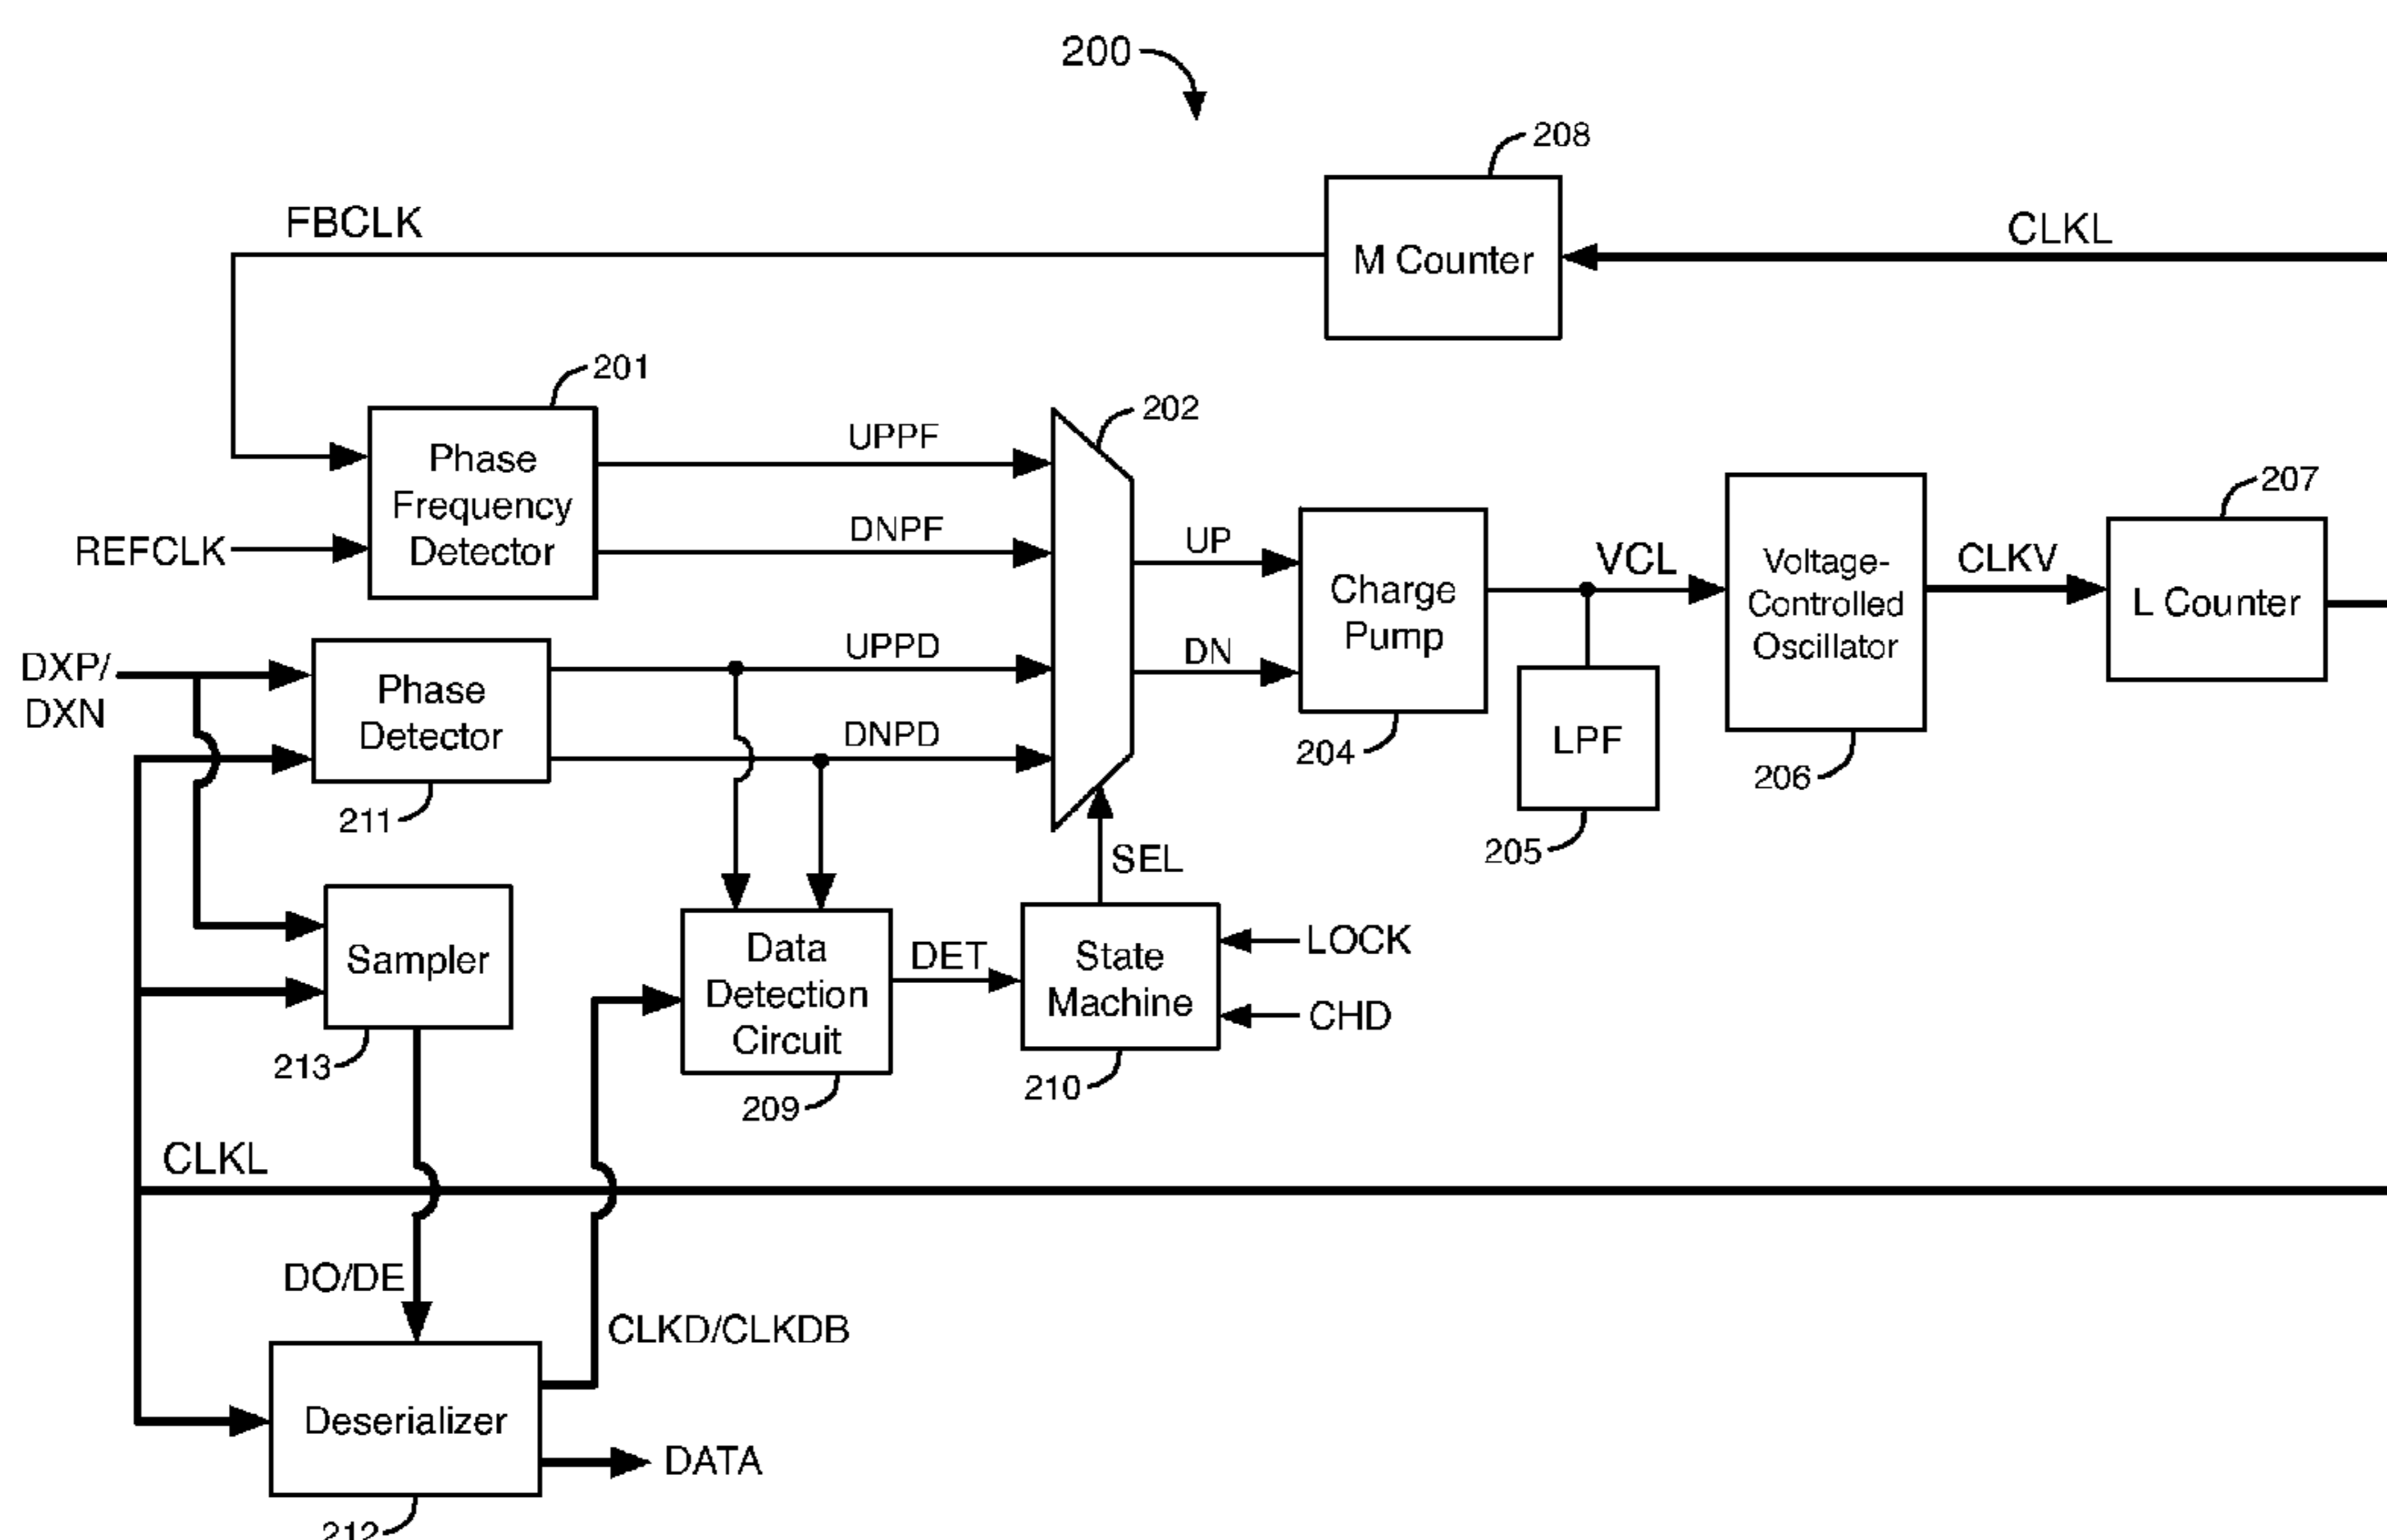 200
208
FBCLK
M Counter
CLKL
201
202
Phase
Frequency
Detector
UPPF
DNPF
REFCLK
UP
DN
Charge
Pump
204
VCL
LPF
205
Voltage-
Controlled
Oscillator
206
CLKV
207
L Counter
DXP/
DXN
Phase
Detector
211
UPPD
DNPD
SEL
Sampler
213
Data
Detection
Circuit
209
DET
State
Machine
210
LOCK
CHD
CLKL
DO/DE
CLKD/CLKDB
Deserializer
DATA
212